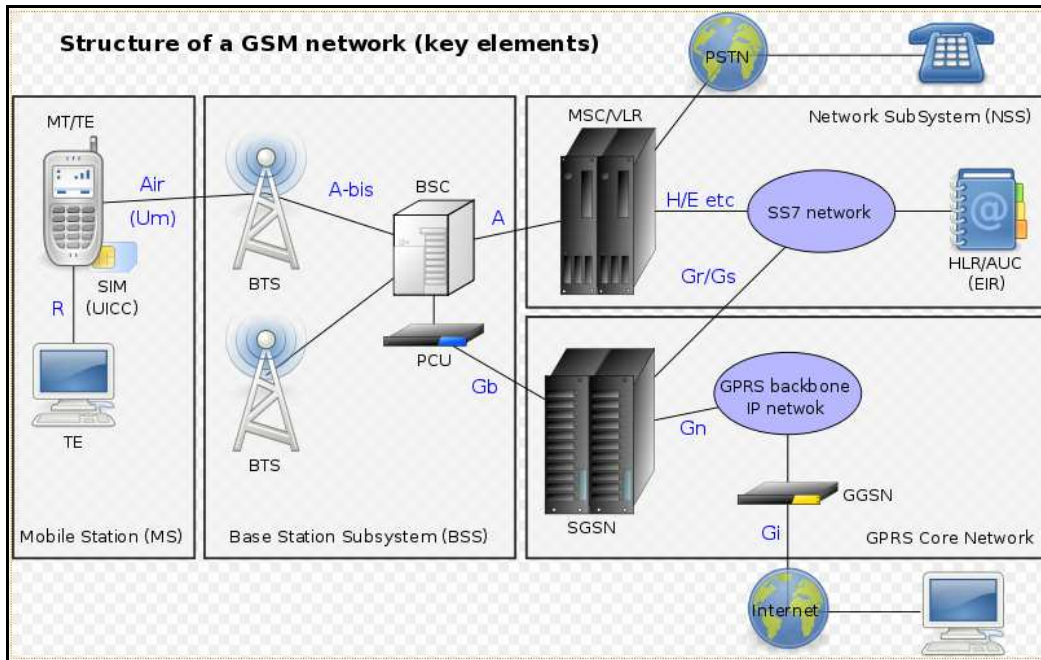 Structure of a GSM network (key elements)
PSTN
MT/TE
Air
(Um)
SIM
(UICC)
R
TE
Mobile Station (MS)
A-bis
BTS
BSC
BTS
PCU
Gb
Base Station Subsystem (BSS)
A
MSC/VLR
Network SubSystem (NSS)
H/E etc
SS7 network
HLR/AUC
(EIR)
Gr/Gs
SGSN
Gn
GPRS backbone
IP netwok
GGSN
Gi
GPRS Core Network
Internet